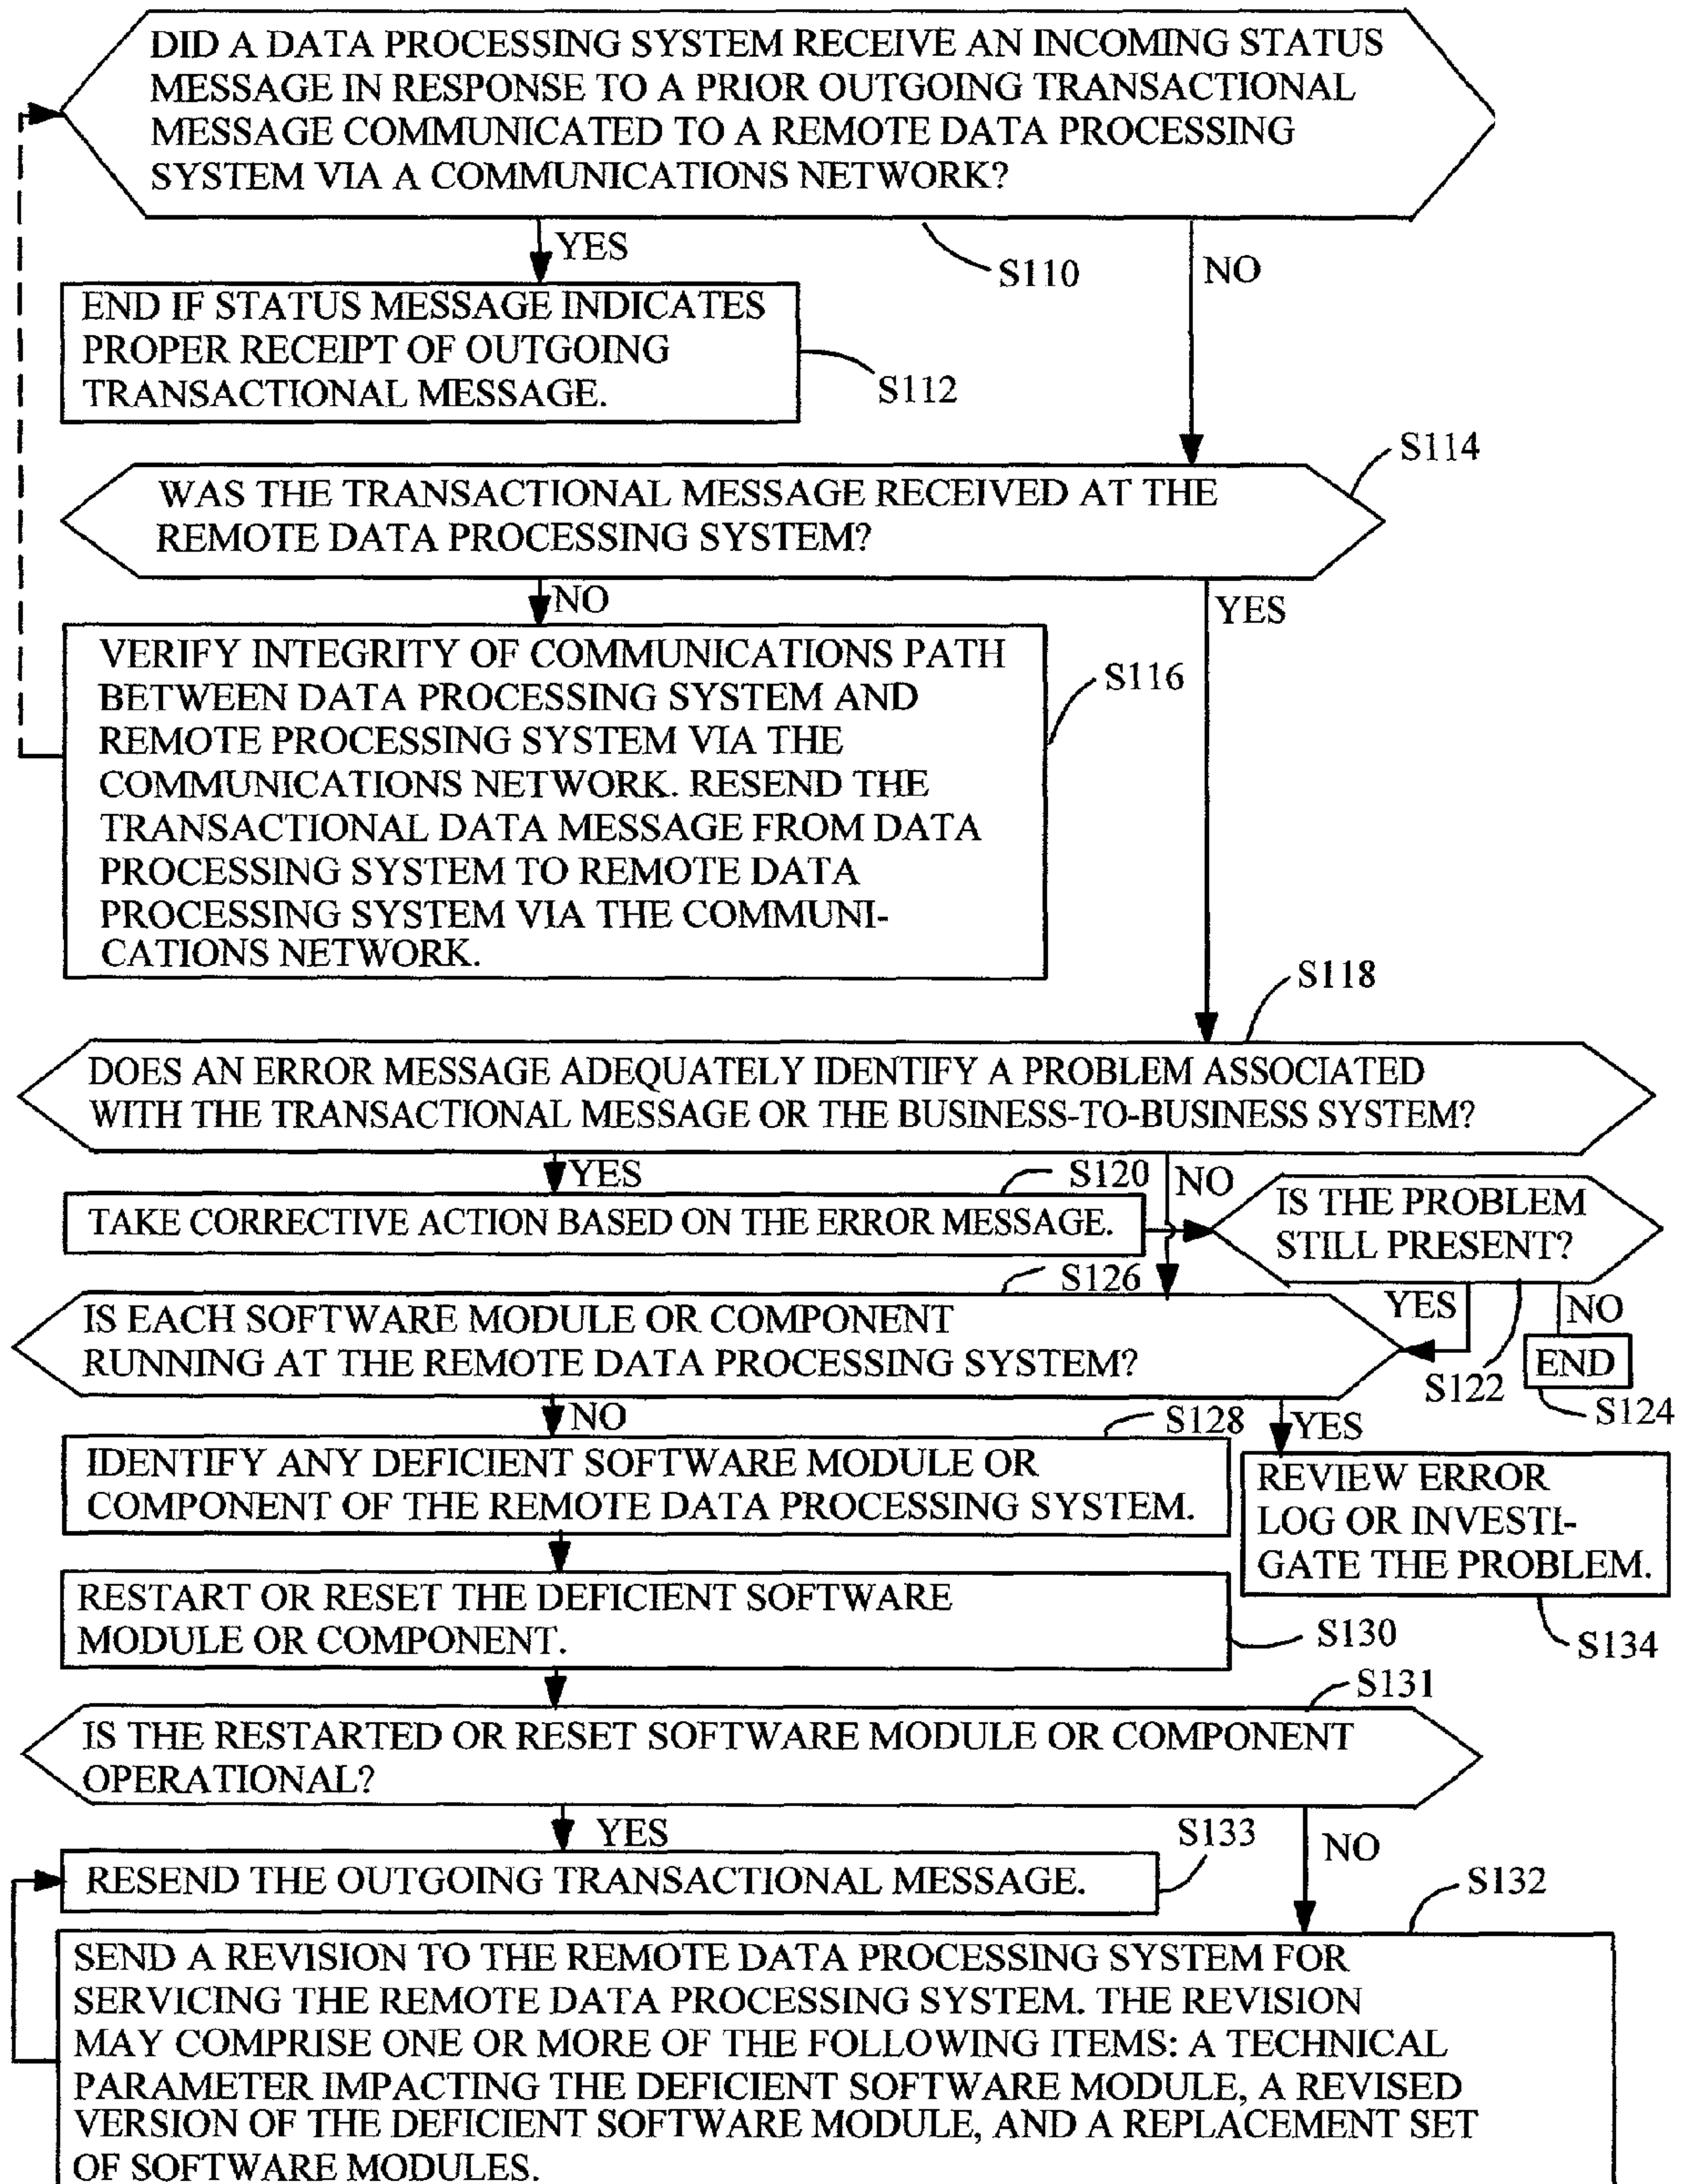 DID A DATA PROCESSING SYSTEM RECEIVE AN INCOMING STATUS
MESSAGE IN RESPONSE TO A PRIOR OUTGOING TRANSACTIONAL
MESSAGE COMMUNICATED TO A REMOTE DATA PROCESSING
SYSTEM VIA A COMMUNICATIONS NETWORK?
YES
S110
NO
END IF STATUS MESSAGE INDICATES
PROPER RECEIPT OF OUTGOING
TRANSACTIONAL MESSAGE.
S112
S114
WAS THE TRANSACTIONAL MESSAGE RECEIVED AT THE
REMOTE DATA PROCESSING SYSTEM?
NO
YES
VERIFY INTEGRITY OF COMMUNICATIONS PATH
BETWEEN DATA PROCESSING SYSTEM AND
REMOTE PROCESSING SYSTEM VIA THE
COMMUNICATIONS NETWORK. RESEND THE
TRANSACTIONAL DATA MESSAGE FROM DATA
PROCESSING SYSTEM TO REMOTE DATA
PROCESSING SYSTEM VIA THE COMMUNI-
CATIONS NETWORK.
S116
S118
DOES AN ERROR MESSAGE ADEQUATELY IDENTIFY A PROBLEM ASSOCIATED
WITH THE TRANSACTIONAL MESSAGE OR THE BUSINESS-TO-BUSINESS SYSTEM?
YES
S120
NO
TAKE CORRECTIVE ACTION BASED ON THE ERROR MESSAGE.
IS THE PROBLEM
STILL PRESENT?
S126
YES
NO
IS EACH SOFTWARE MODULE OR COMPONENT
RUNNING AT THE REMOTE DATA PROCESSING SYSTEM?
END
S122
S124
NO
S128
YES
IDENTIFY ANY DEFICIENT SOFTWARE MODULE OR
COMPONENT OF THE REMOTE DATA PROCESSING SYSTEM.
REVIEW ERROR
LOG OR INVESTI-
GATE THE PROBLEM.
RESTART OR RESET THE DEFICIENT SOFTWARE
MODULE OR COMPONENT.
S130
S134
S131
IS THE RESTARTED OR RESET SOFTWARE MODULE OR COMPONENT
OPERATIONAL?
YES
S133
NO
RESEND THE OUTGOING TRANSACTIONAL MESSAGE.
S132
SEND A REVISION TO THE REMOTE DATA PROCESSING SYSTEM FOR
SERVICING THE REMOTE DATA PROCESSING SYSTEM. THE REVISION
MAY COMPRISE ONE OR MORE OF THE FOLLOWING ITEMS: A TECHNICAL
PARAMETER IMPACTING THE DEFICIENT SOFTWARE MODULE, A REVISED
VERSION OF THE DEFICIENT SOFTWARE MODULE, AND A REPLACEMENT SET
OF SOFTWARE MODULES.